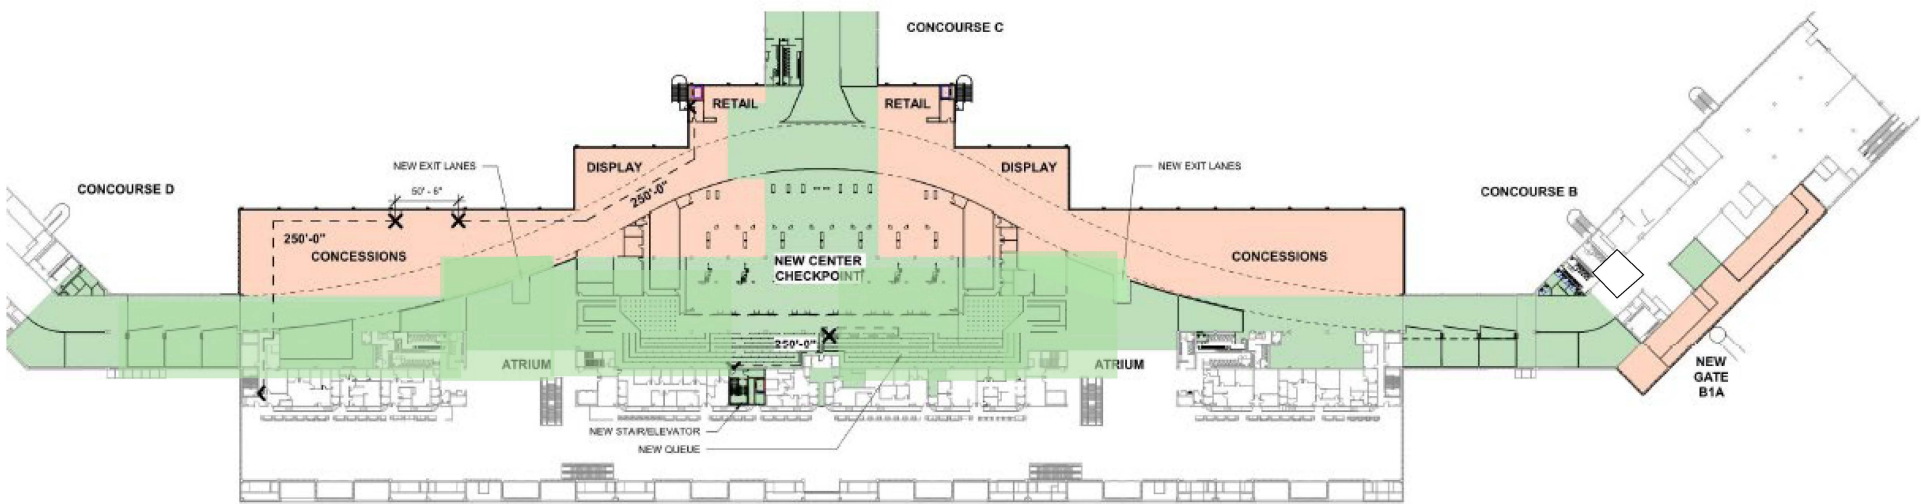 CONCOURSE C
RETAIL
RETAIL
NEW EXIT LANES
DISPLAY
DISPLAY
NEW EXIT LANES
CONCOURSE D
50' - 6"
250'-0"
CONCOURSE B
250'-0"
CONCESSIONS
NEW CENTER
CHECKPOINT
CONCESSIONS
250'-0"
ATRIUM
ATRIUM
NEW
GATE
B1A
NEW STAIR/ELEVATOR
NEW QUEUE